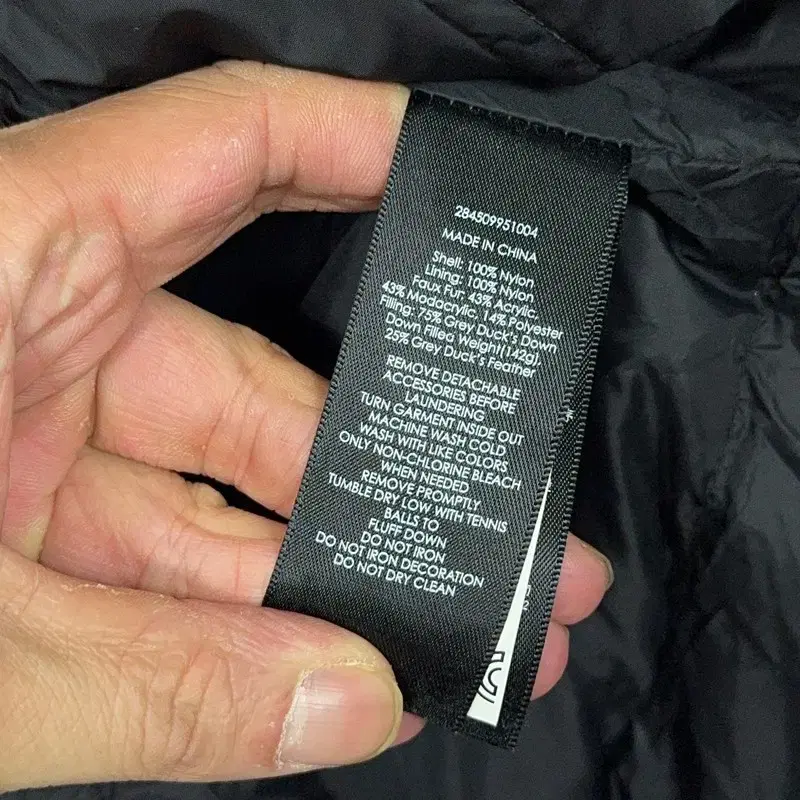 284509951004
MADE IN CHINA
Shell: 100% Nylon
Lining: 100% Nylon
Faux Fur: 43% Acrylic,
43% Modacrylic, 14% Polyester
Filling: 75% Grey Duck's Down
Down Filled Weight(142g),
25% Grey Duck's Feather
REMOVE DETACHABLE
ACCESSORIES BEFORE
LAUNDERING
TURN GARMENT INSIDE OUT
MACHINE WASH COLD
WASH WITH LIKE COLORS
ONLY NON-CHLORINE BLEACH
WHEN NEEDED
REMOVE PROMPTLY
TUMBLE DRY LOW WITH TENNIS
BALLS TO
FLUFF DOWN
DO NOT IRON
DO NOT IRON DECORATION
DO NOT DRY CLEAN